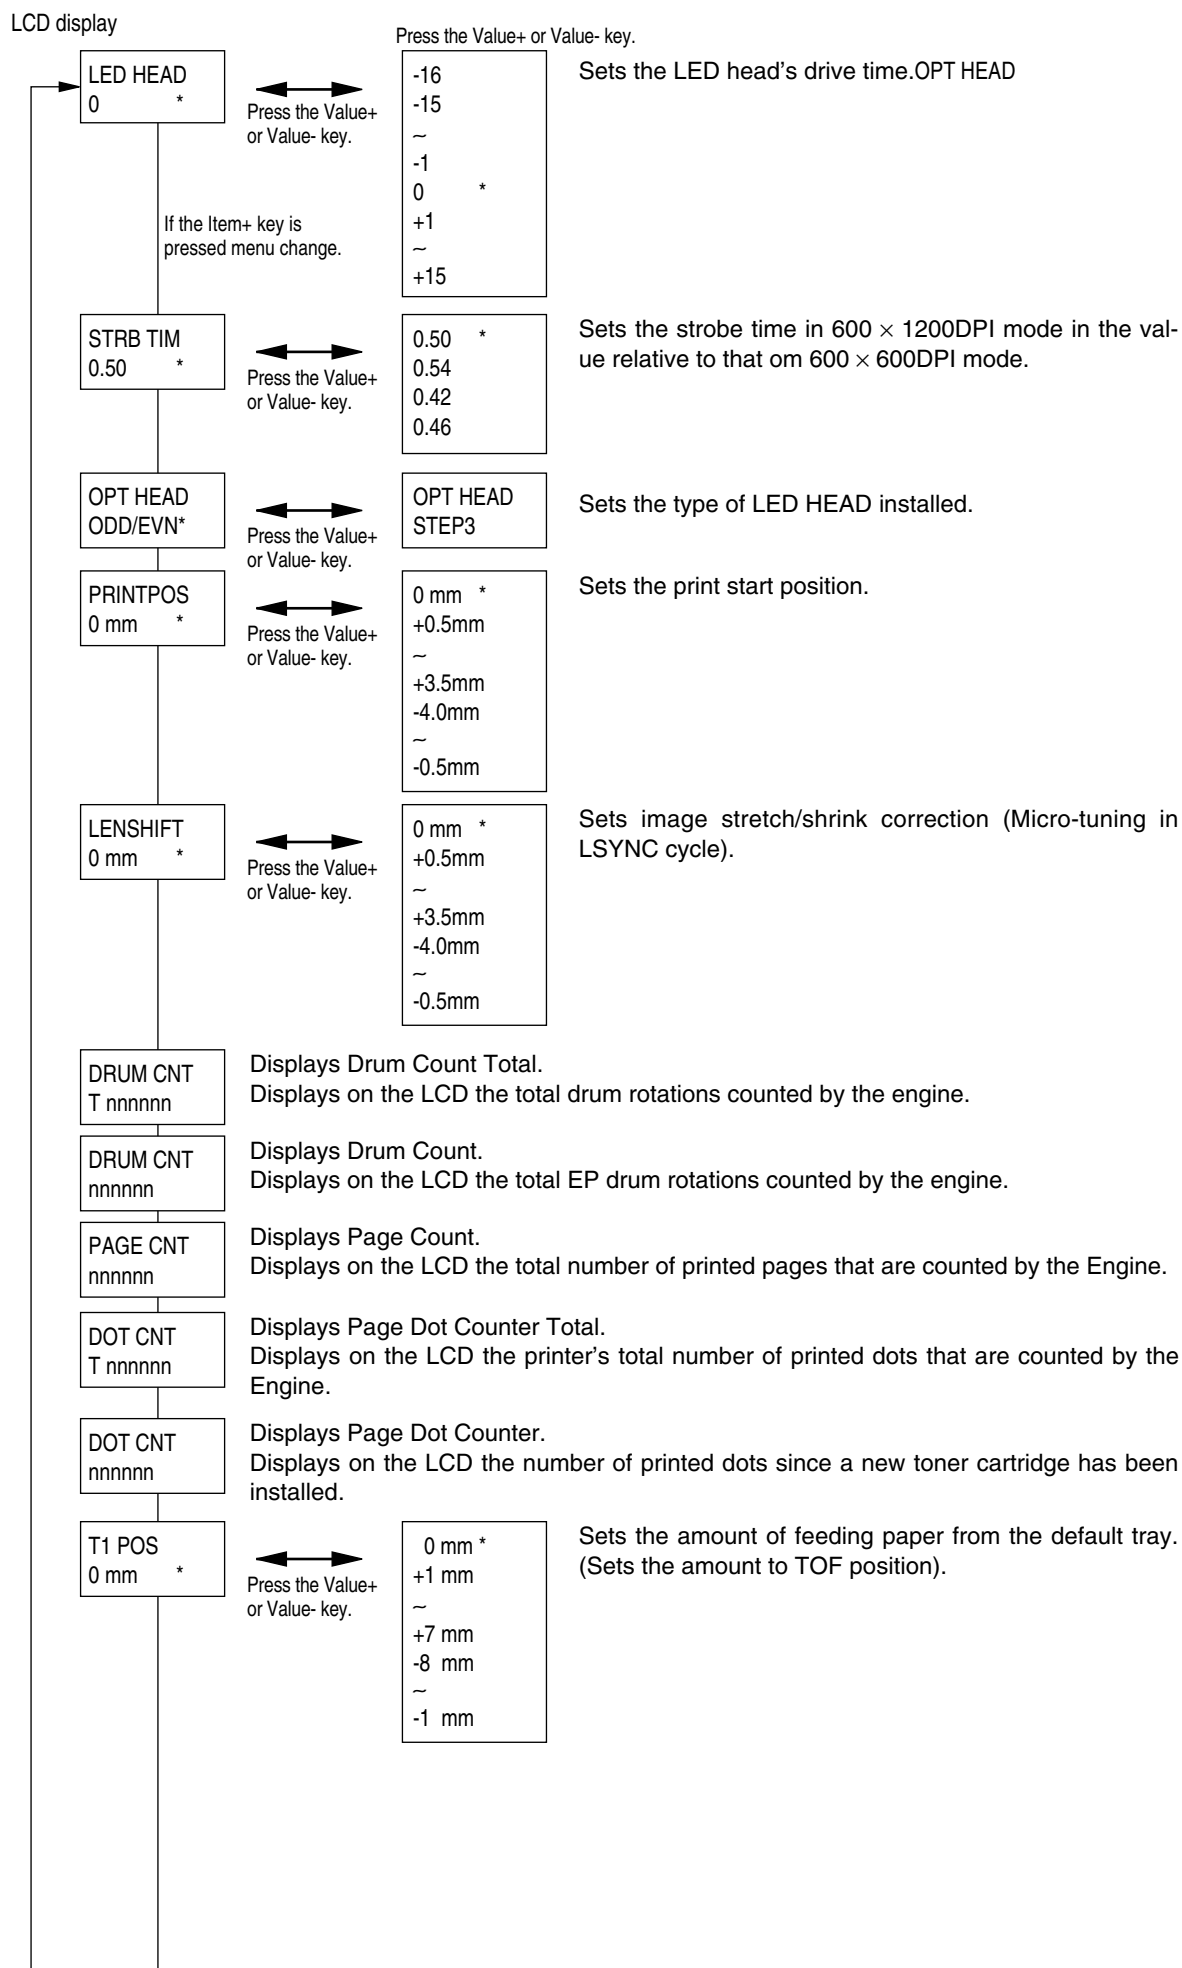 LCD display
Press the Value+ or Value- key.
LED HEAD
0 *
Press the Value+
or Value- key.
-16
-15
~
-1
0 *
+1
~
+15
Sets the LED head's drive time.OPT HEAD
If the Item+ key is
pressed menu change.
STRB TIM
0.50 *
Press the Value+
or Value- key.
0.50 *
0.54
0.42
0.46
Sets the strobe time in 600 × 1200DPI mode in the val-
ue relative to that om 600 × 600DPI mode.
OPT HEAD
ODD/EVN*
Press the Value+
or Value- key.
OPT HEAD
STEP3
Sets the type of LED HEAD installed.
PRINTPOS
0 mm *
Press the Value+
or Value- key.
0 mm *
+0.5mm
~
+3.5mm
-4.0mm
~
-0.5mm
Sets the print start position.
LENSHIFT
0 mm *
Press the Value+
or Value- key.
0 mm *
+0.5mm
~
+3.5mm
-4.0mm
~
-0.5mm
Sets image stretch/shrink correction (Micro-tuning in
LSYNC cycle).
DRUM CNT
T nnnnnn
Displays Drum Count Total.
Displays on the LCD the total drum rotations counted by the engine.
DRUM CNT
nnnnnn
Displays Drum Count.
Displays on the LCD the total EP drum rotations counted by the engine.
PAGE CNT
nnnnnn
Displays Page Count.
Displays on the LCD the total number of printed pages that are counted by the Engine.
DOT CNT
T nnnnnn
Displays Page Dot Counter Total.
Displays on the LCD the printer's total number of printed dots that are counted by the
Engine.
DOT CNT
nnnnnn
Displays Page Dot Counter.
Displays on the LCD the number of printed dots since a new toner cartridge has been
installed.
T1 POS
0 mm *
Press the Value+
or Value- key.
0 mm *
+1 mm
~
+7 mm
-8 mm
~
-1 mm
Sets the amount of feeding paper from the default tray.
(Sets the amount to TOF position).